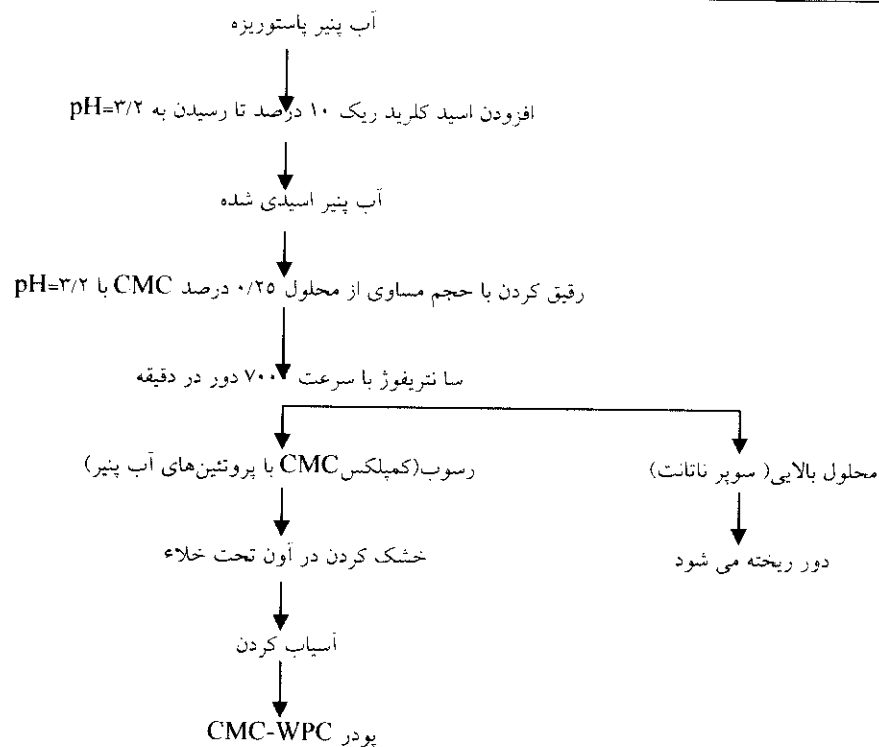 آب پنیر پاستوریزه
افزودن اسید کلرید ریک ۱۰ درصد تا رسیدن به pH=۳/۲
آب پنیر اسیدی شده
رقیق کردن با حجم مساوی از محلول ۰/۲۵ درصد CMC با pH=۳/۲
سا نتریفوژ با سرعت ۷۰۰۰ دور در دقیقه
رسوب(کمپلکس CMC با پروتئین‌های آب پنیر)
محلول بالایی( سوپر ناتانت)
خشک کردن در آون تحت خلاء
دور ریخته می شود
آسیاب کردن
پودر CMC-WPC